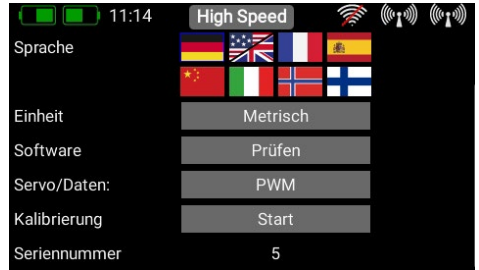 11:14 High Speed
Sprache
Einheit Metrisch
Software Prüfen
Servo/Daten: PWM
Kalibrierung Start
Seriennummer 5